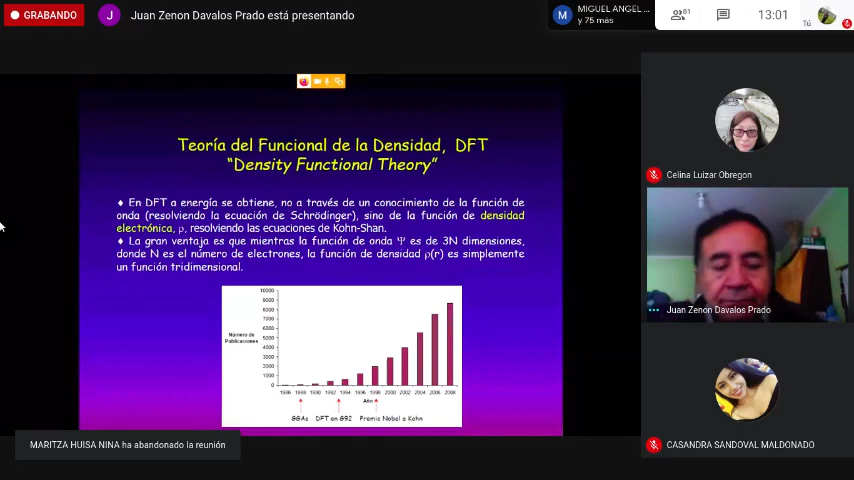 GRABANDO
J
Juan Zenon Davalos Prado está presentando
M
MIGUEL ANGEL ...
y 75 más
81
13:01
Tú
Teoría del Funcional de la Densidad, DFT
“Density Functional Theory”
♦ En DFT a energía se obtiene, no a través de un conocimiento de la función de
onda (resolviendo la ecuación de Schrödinger), sino de la función de densidad
electrónica, ρ, resolviendo las ecuaciones de Kohn-Shan.
♦ La gran ventaja es que mientras la función de onda Ψ es de 3N dimensiones,
donde N es el número de electrones, la función de densidad ρ(r) es simplemente
un función tridimensional.
Número de
Publicaciones
10000
9000
8000
7000
6000
5000
4000
3000
2000
1000
0
1986 1988 1990 1992 1994 1996 1998 2000 2002 2004 2006 2008
Año
GGAs DFT en G92 Premio Nobel a Kohn
Celina Luizar Obregon
Juan Zenon Davalos Prado
CASANDRA SANDOVAL MALDONADO
MARITZA HUISA NINA ha abandonado la reunión